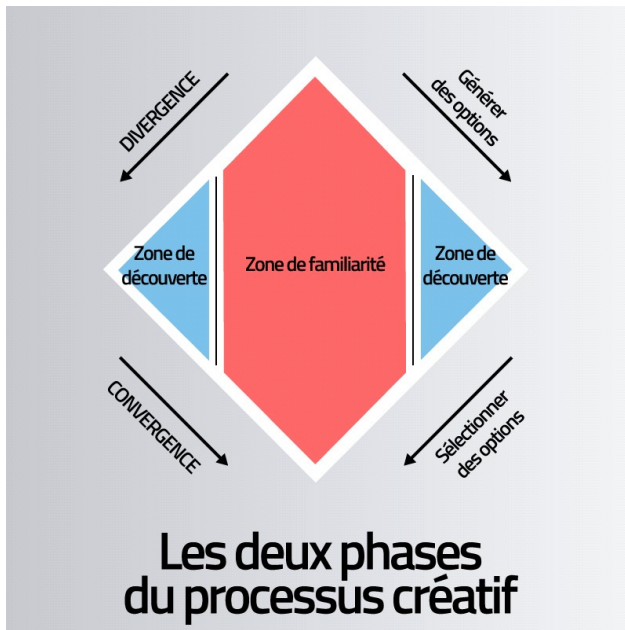 DIVERGENCE
Générer
des options
Zone de
découverte
Zone de familiarité
Zone de
découverte
CONVERGENCE
Sélectionner
des options
Les deux phases
du processus créatif